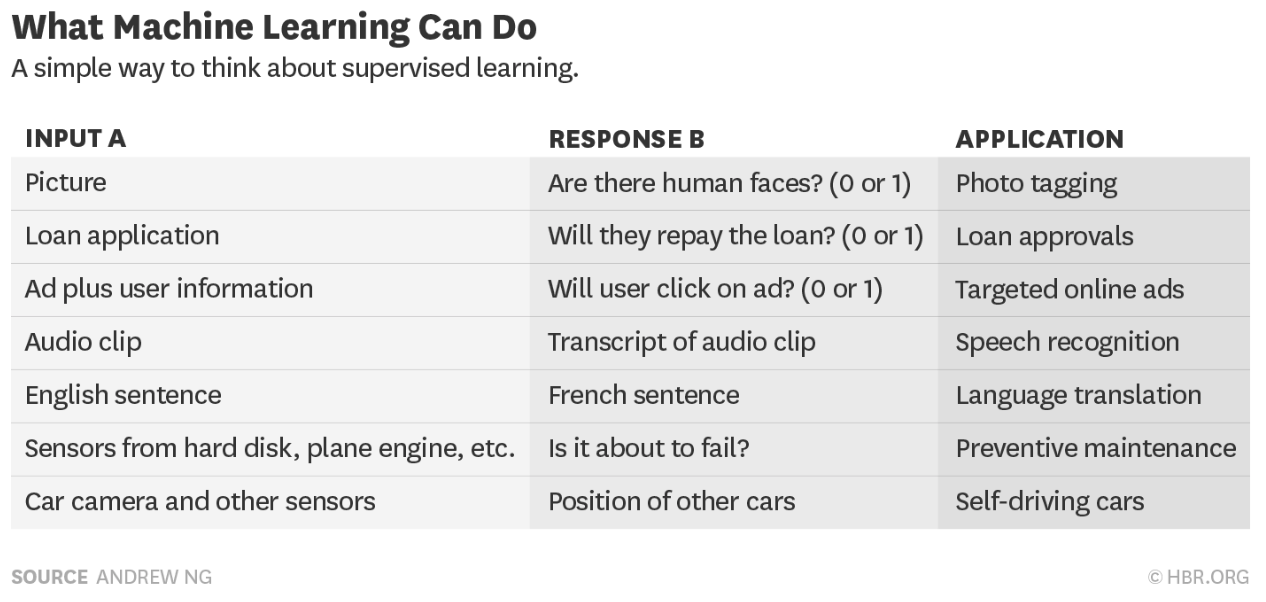 What Machine Learning Can Do
A simple way to think about supervised learning.
INPUT A RESPONSE B APPLICATION
Picture Are there human faces? (0 or 1) Photo tagging
Loan application Will they repay the loan? (0 or 1) Loan approvals
Ad plus user information Will user click on ad? (0 or 1) Targeted online ads
Audio clip Transcript of audio clip Speech recognition
English sentence French sentence Language translation
Sensors from hard disk, plane engine, etc. Is it about to fail? Preventive maintenance
Car camera and other sensors Position of other cars Self-driving cars
SOURCE ANDREW NG © HBR.ORG